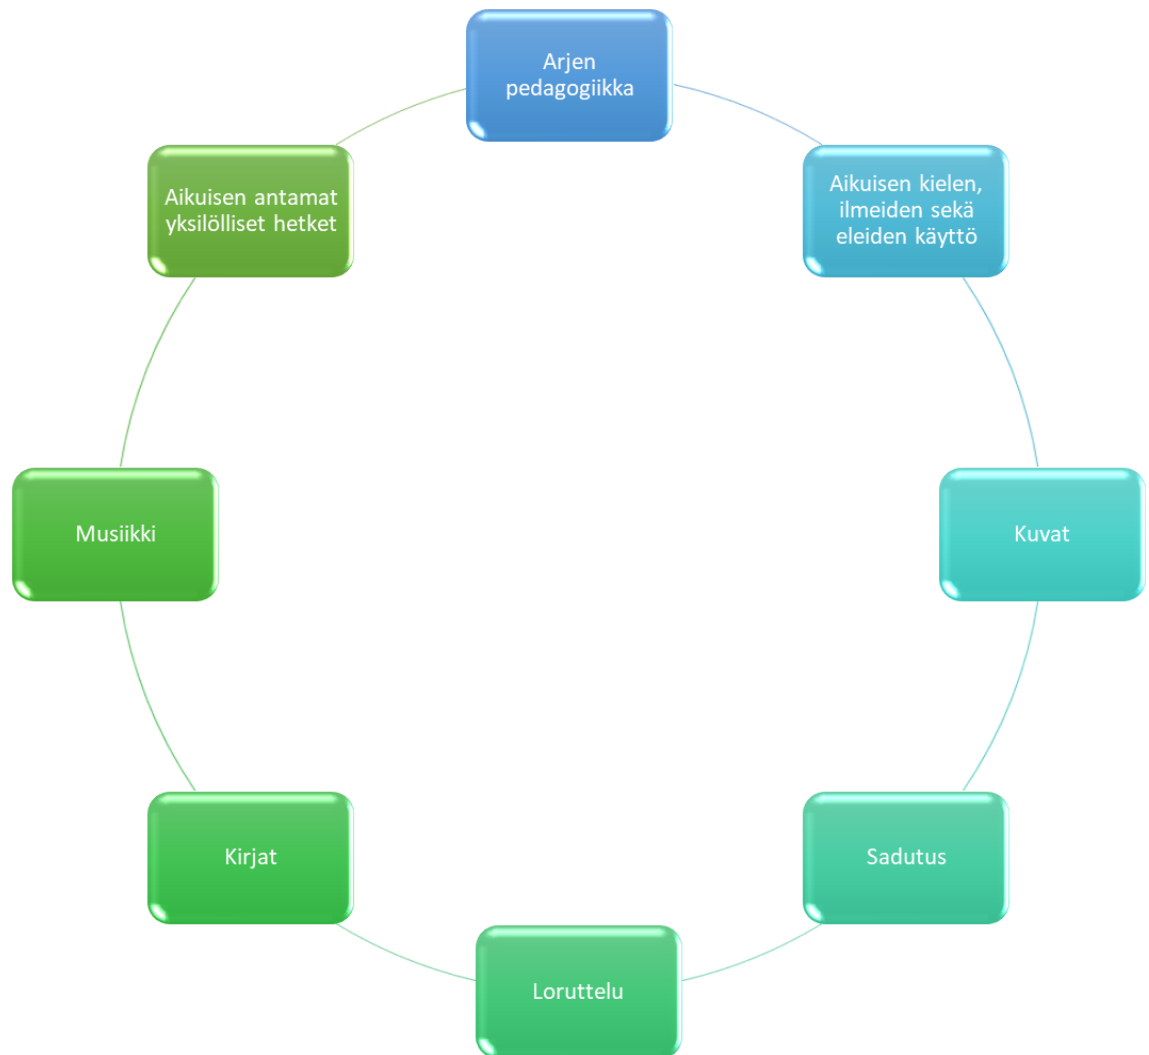 Arjen
pedagogiikka
Aikuisen kielen,
ilmeiden sekä
eleiden käyttö
Kuvat
Sadutus
Loruttelu
Kirjat
Musiikki
Aikuisen antamat
yksilölliset hetket